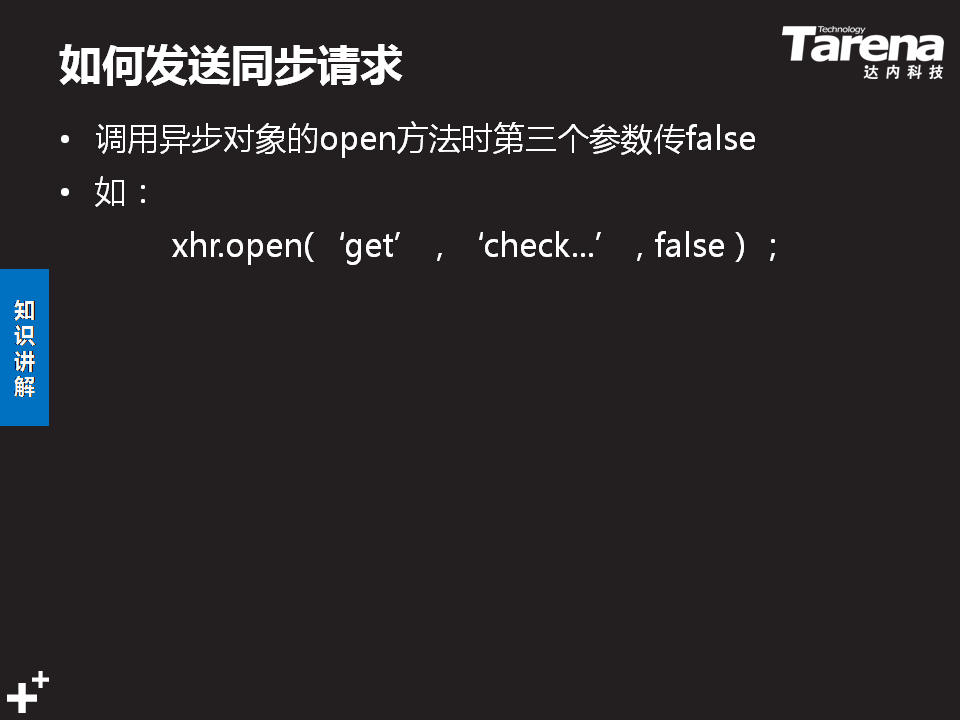 如何发送同步请求
Technology
Tarena
达内科技
• 调用异步对象的open方法时第三个参数传false
• 如：
xhr.open(‘get’，‘check...’，false）；
知识讲解